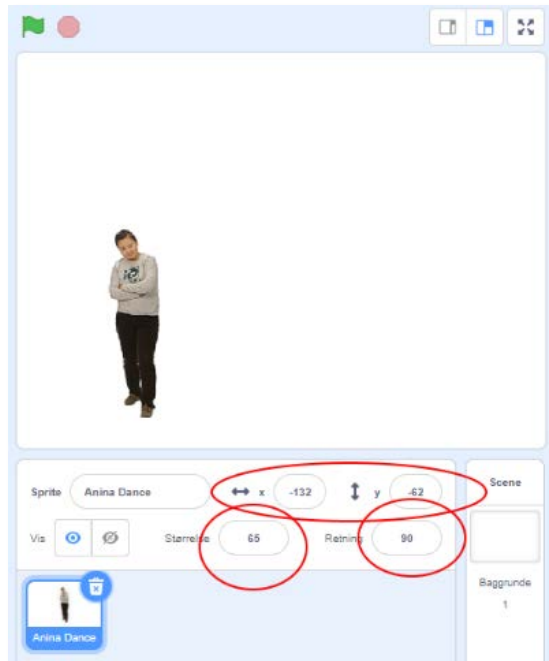 Sprite Anina Dance x -132 y -62
Vis Størrelse 65 Retning 90
Anina Dance
Scene
Baggrunde
1